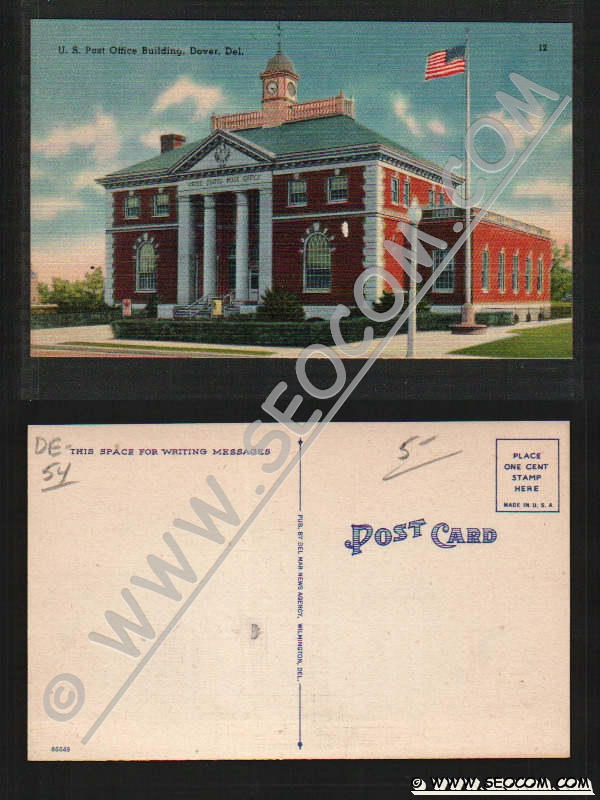 U. S. Post Office Building, Dover, Del.
12
UNITED STATES POST OFFICE
© WWW.SEOCOM.COM
DE-
54
THIS SPACE FOR WRITING MESSAGES
5-
PLACE
ONE CENT
STAMP
HERE
MADE IN U. S. A
POST CARD
PUB. BY DEL MAR NEWS AGENCY, WILMINGTON, DEL.
86649
© WWW.SEOCOM.COM